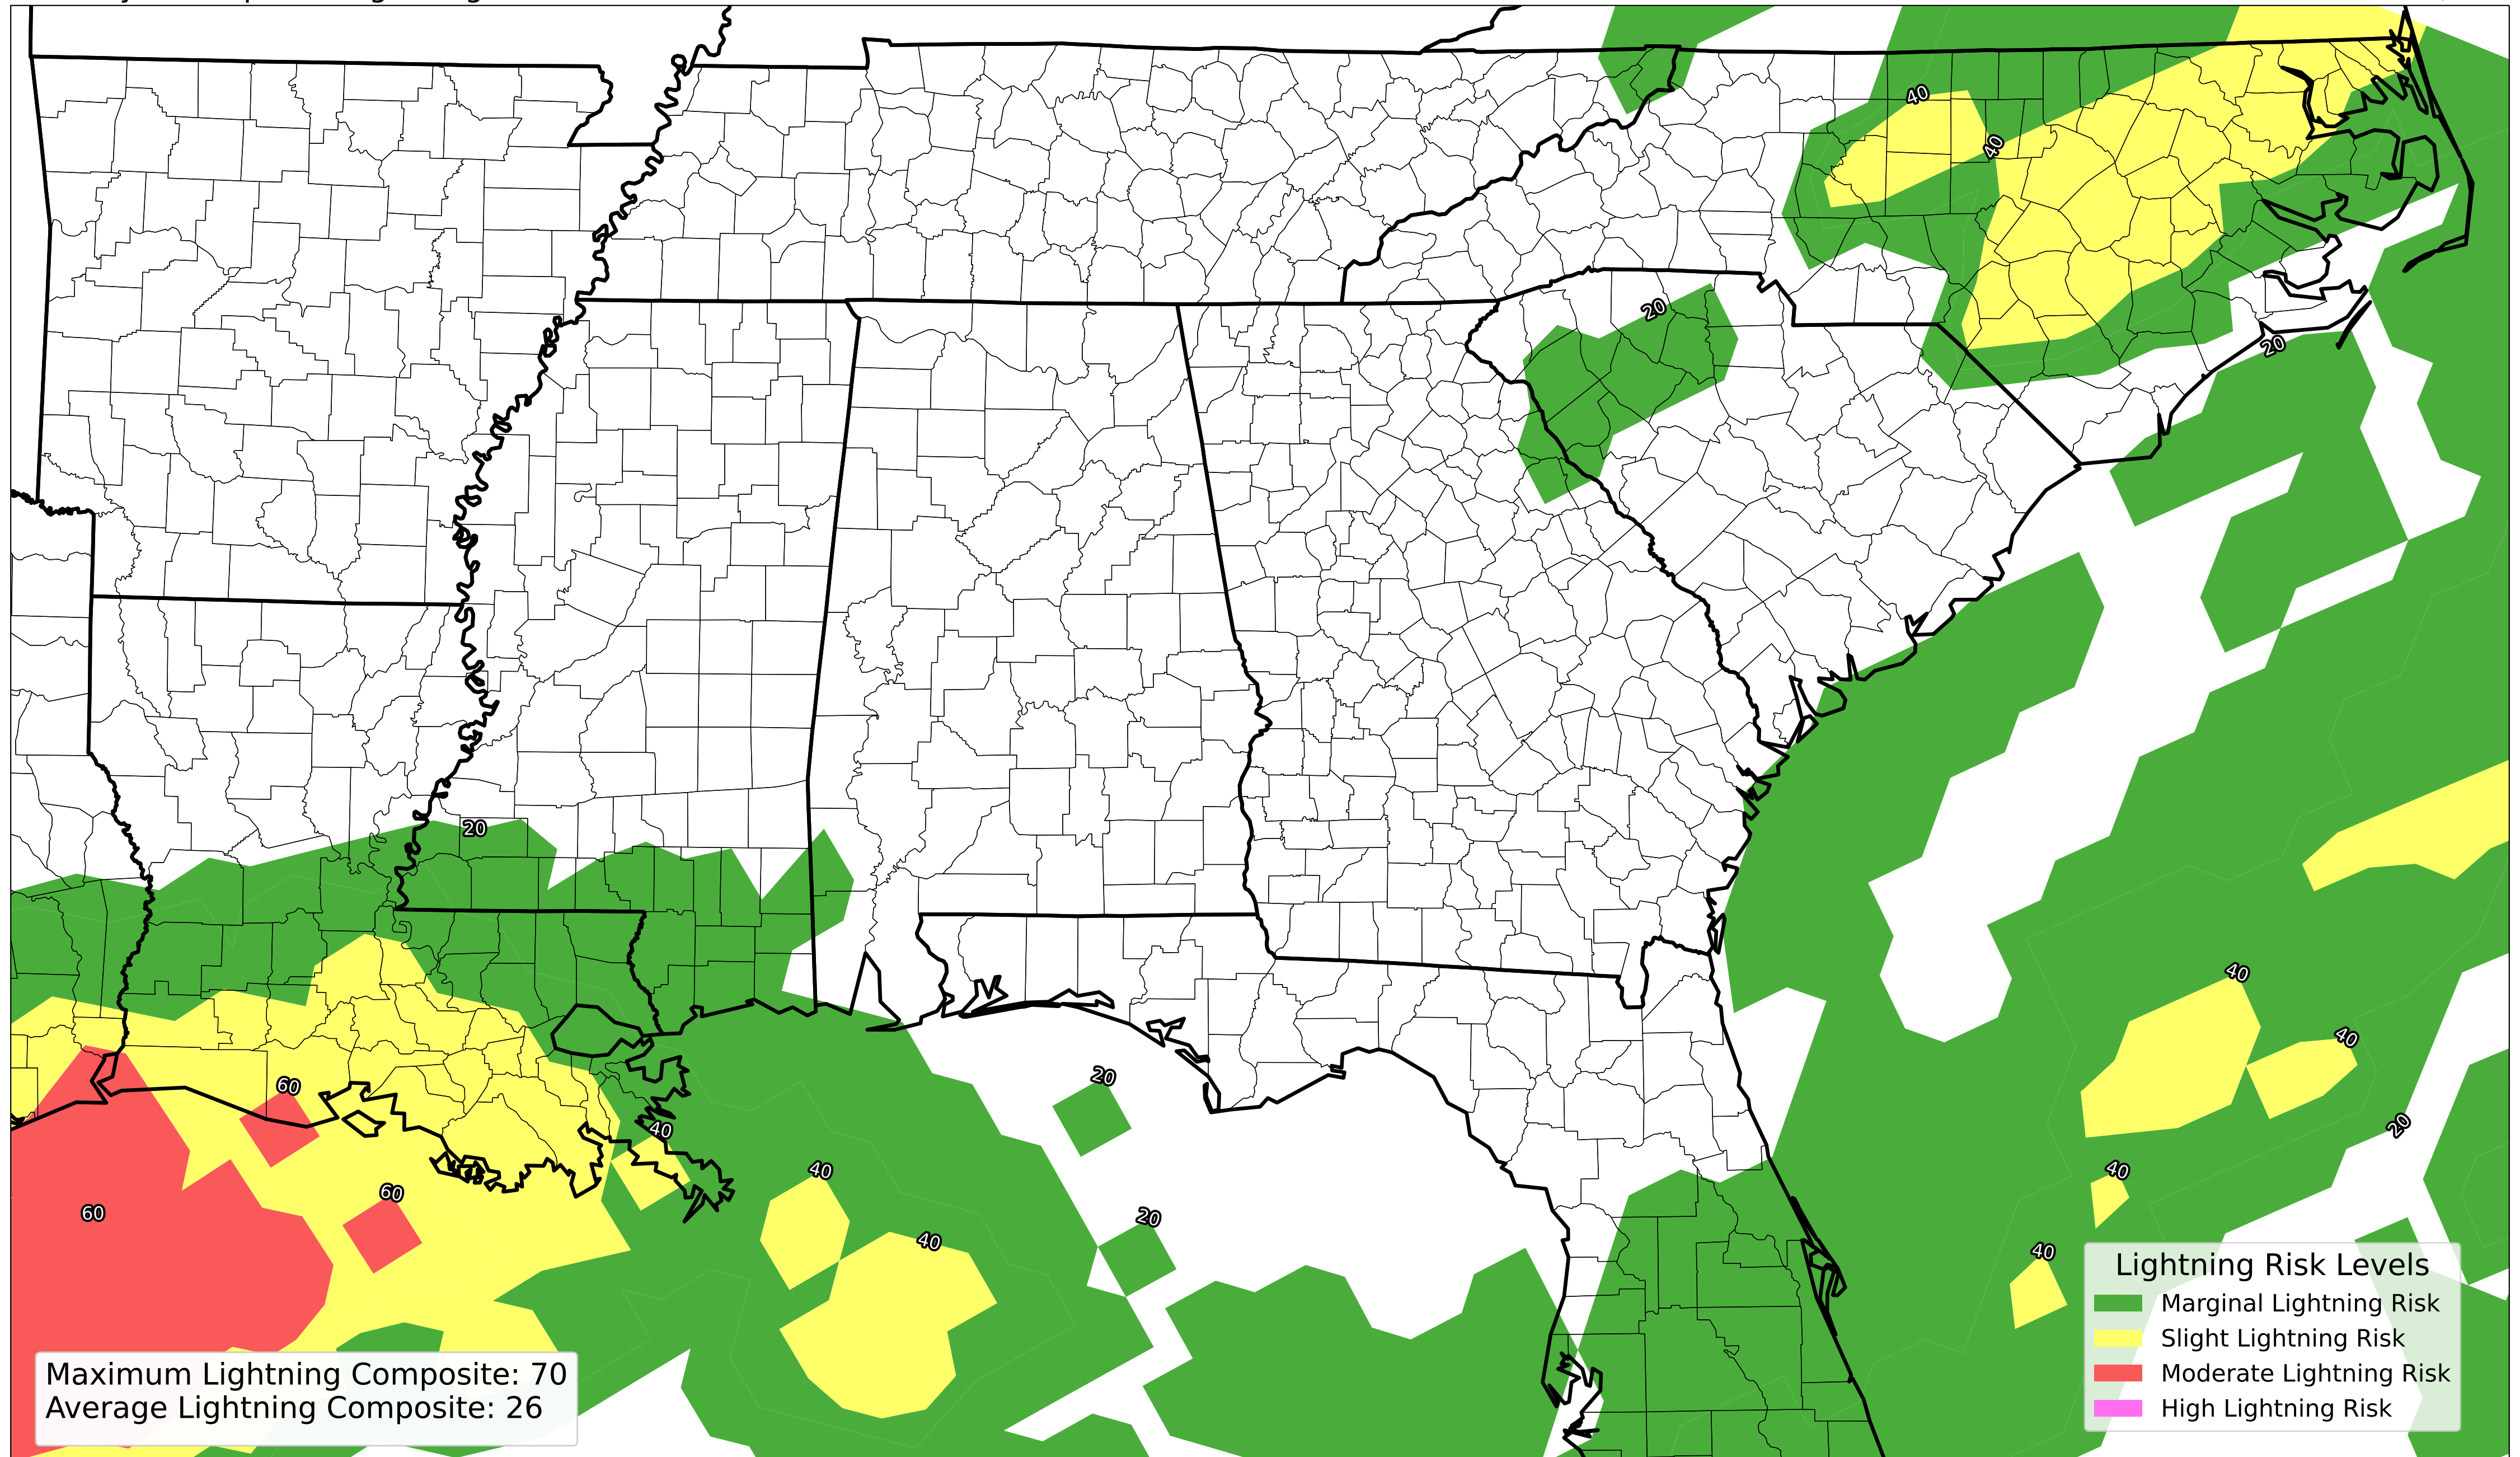 40
40
20
20
20
40
40
60
20
20
40
60
40
40
60
20
40
40
Lightning Risk Levels
Marginal Lightning Risk
Slight Lightning Risk
Moderate Lightning Risk
High Lightning Risk
Maximum Lightning Composite: 70
Average Lightning Composite: 26